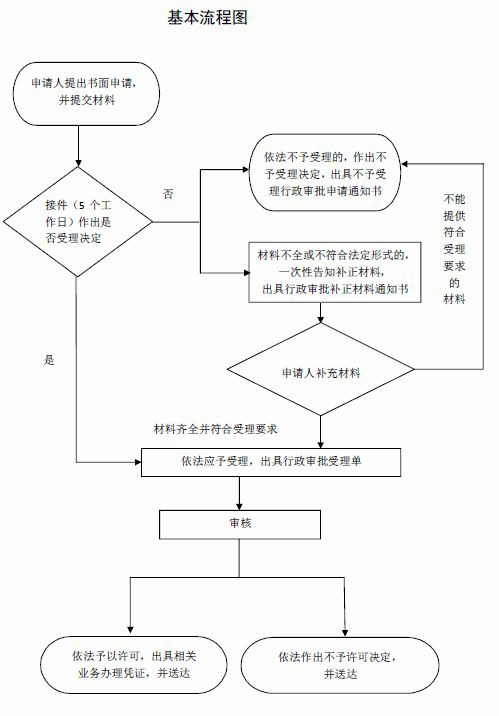 基本流程图
申请人提出书面申请，
并提交材料
接件（5 个工
作日）作出是
否受理决定
否
依法不予受理的，作出不
予受理决定，出具不予受
理行政审批申请通知书
不能
提供
符合
受理
要求
的
材料
材料不全或不符合法定形式的，
一次性告知补正材料，
出具行政审批补正材料通知书
是
申请人补充材料
材料齐全并符合受理要求
依法应予受理，出具行政审批受理单
审核
依法予以许可，出具相关
业务办理凭证，并送达
依法作出不予许可决定，
并送达